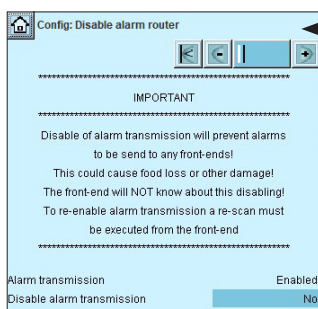 Config: Disable alarm router
**************************************************************
IMPORTANT
**************************************************************
Disable of alarm transmission will prevent alarms
to be send to any front-ends!
This could cause food loss or other damage!
The front-end will NOT know about this disabling!
To re-enable alarm transmission a re-scan must
be executed from the front-end
**************************************************************
Alarm transmission Enabled
Disable alarm transmission No